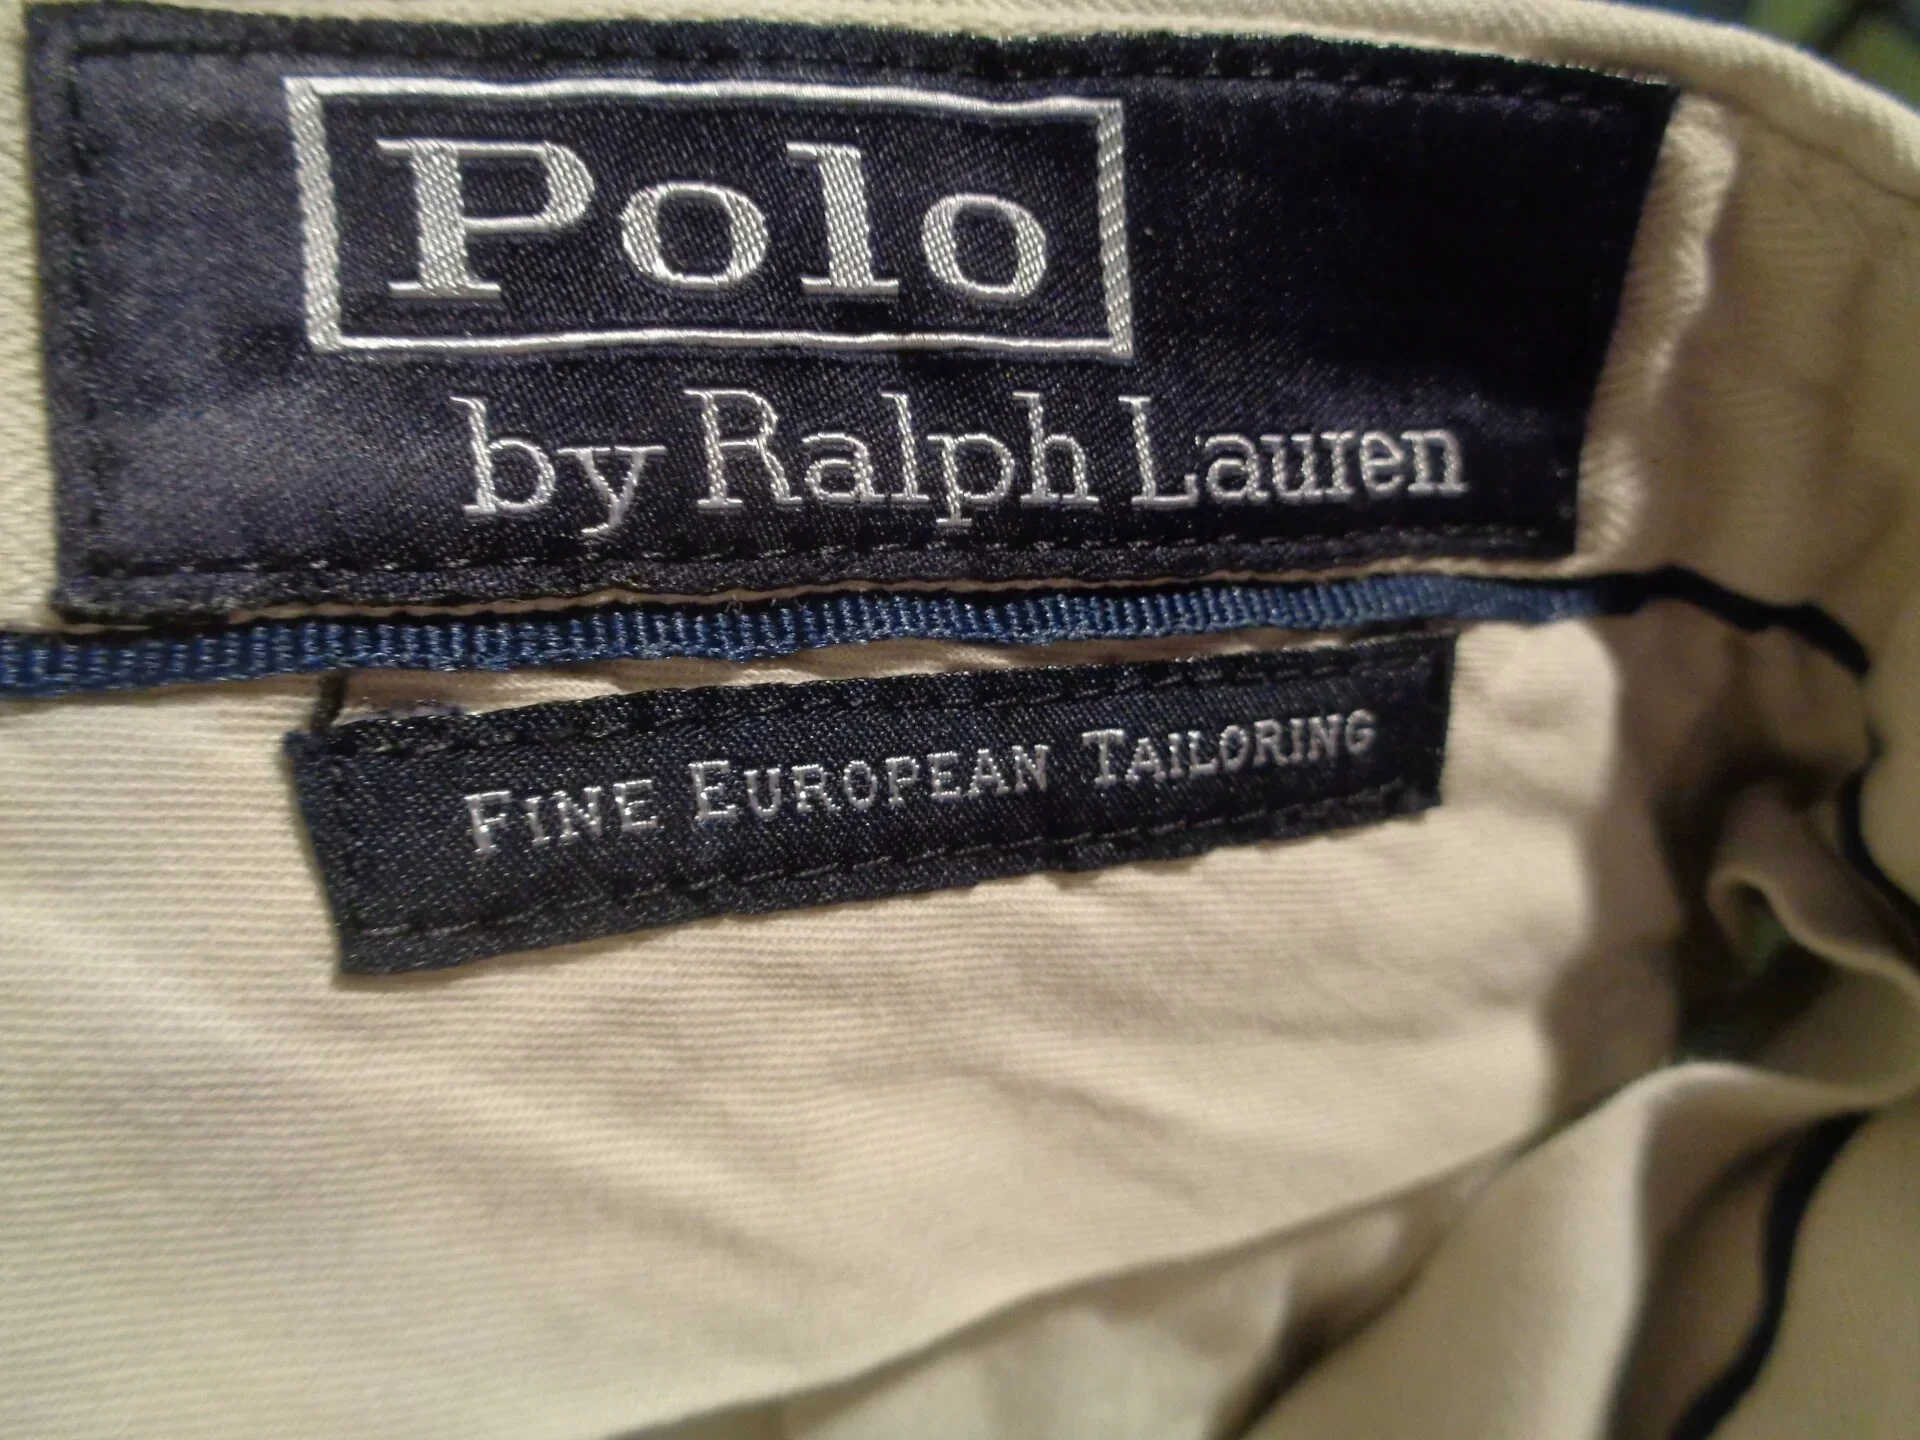 Polo
by Ralph Lauren
FINE EUROPEAN TAILORING